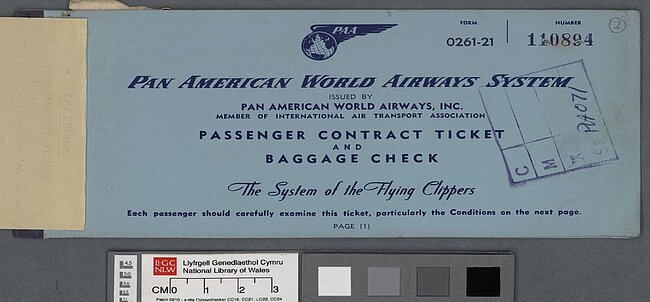 PAA
FORM
NUMBER
0261-21
110894
2
PAN AMERICAN WORLD AIRWAYS SYSTEM
ISSUED BY
PAN AMERICAN WORLD AIRWAYS, INC.
MEMBER OF INTERNATIONAL AIR TRANSPORT ASSOCIATION
PASSENGER CONTRACT TICKET
AND
BAGGAGE CHECK
The System of the Flying Clippers
Each passenger should carefully examine this ticket, particularly the Conditions on the next page.
PAGE (1)
C
M
LlGC
NLW
Llyfrgell Genedlaethol Cymru
National Library of Wales
CM 0 1 2 3